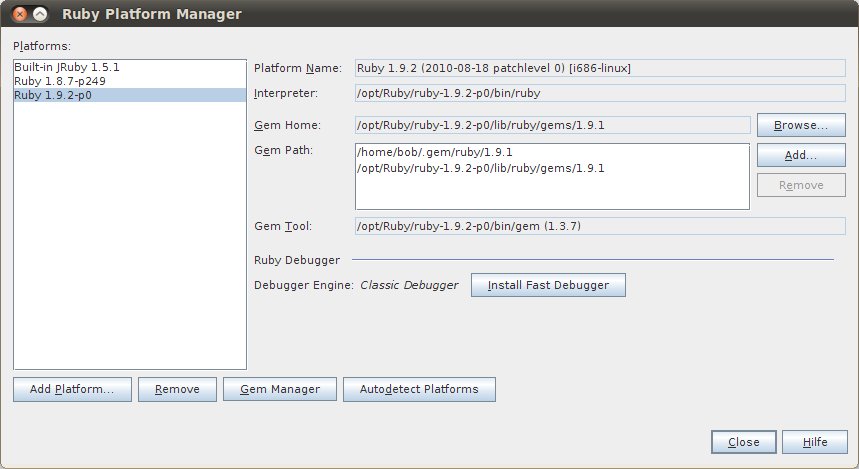 Ruby Platform Manager
Platforms:
Built-in JRuby 1.5.1
Ruby 1.8.7-p249
Ruby 1.9.2-p0
Platform Name: Ruby 1.9.2 (2010-08-18 patchlevel 0) [i686-linux]
Interpreter: /opt/Ruby/ruby-1.9.2-p0/bin/ruby
Gem Home: /opt/Ruby/ruby-1.9.2-p0/lib/ruby/gems/1.9.1 Browse...
Gem Path: /home/bob/.gem/ruby/1.9.1 Add...
/opt/Ruby/ruby-1.9.2-p0/lib/ruby/gems/1.9.1
Remove
Gem Tool: /opt/Ruby/ruby-1.9.2-p0/bin/gem (1.3.7)
Ruby Debugger
Debugger Engine: Classic Debugger Install Fast Debugger
Add Platform... Remove Gem Manager Autodetect Platforms
Close Hilfe